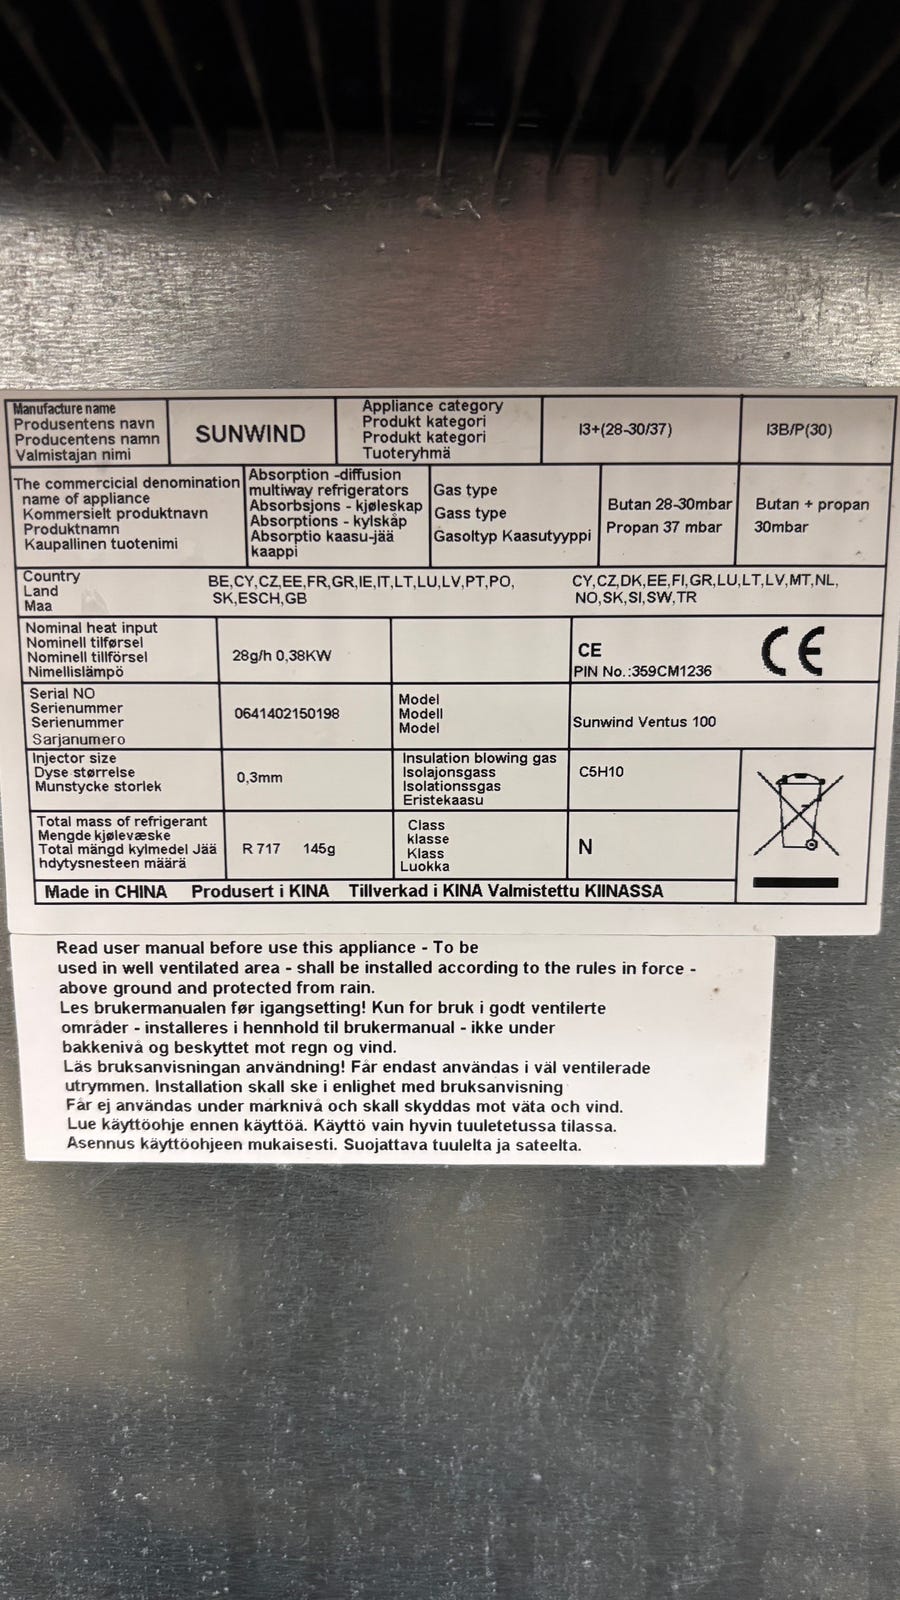 Manufacture name
Produsentens navn
Producentens namn
Valmistajan nimi
SUNWIND
Appliance category
Produkt kategori
Produkt kategori
Tuoteryhmä
I3+(28-30/37)
I3B/P(30)
The commercicial denomination
name of appliance
Kommersielt produktnavn
Produktnamn
Kaupallinen tuotenimi
Absorption -diffusion
multiway refrigerators
Absorbsjons - kjøleskap
Absorptions - kylskåp
Absorptio kaasu-jää
kaappi
Gas type
Gass type
Gasoltyp Kaasutyyppi
Butan 28-30mbar
Propan 37 mbar
Butan + propan
30mbar
Country
Land
Maa
BE,CY,CZ,EE,FR,GR,IE,IT,LT,LU,LV,PT,PO,
SK,ESCH,GB
CY,CZ,DK,EE,FI,GR,LU,LT,LV,MT,NL,
NO,SK,SI,SW,TR
Nominal heat input
Nominell tilførsel
Nominell tillförsel
Nimellislämpö
28g/h 0,38KW
CE
PIN No.:359CM1236
CE
Serial NO
Serienummer
Serienummer
Sarjanumero
0641402150198
Model
Modell
Model
Sunwind Ventus 100
Injector size
Dyse størrelse
Munstycke storlek
0,3mm
Insulation blowing gas
Isolajonsgass
Isolationssgas
Eristekaasu
C5H10
Total mass of refrigerant
Mengde kjølevæske
Total mängd kylmedel Jää
hdytysnesteen määrä
R 717 145g
Class
klasse
Klass
Luokka
N
Made in CHINA Produsert i KINA Tillverkad i KINA Valmistettu KIINASSA
Read user manual before use this appliance - To be
used in well ventilated area - shall be installed according to the rules in force -
above ground and protected from rain.
Les brukermanualen før igangsetting! Kun for bruk i godt ventilerte
områder - installeres i hennhold til brukermanual - ikke under
bakkenivå og beskyttet mot regn og vind.
Läs bruksanvisningan användning! Får endast användas i väl ventilerade
utrymmen. Installation skall ske i enlighet med bruksanvisning
Får ej användas under marknivå och skall skyddas mot väta och vind.
Lue käyttöohje ennen käyttöä. Käyttö vain hyvin tuuletetussa tilassa.
Asennus käyttöohjeen mukaisesti. Suojattava tuulelta ja sateelta.